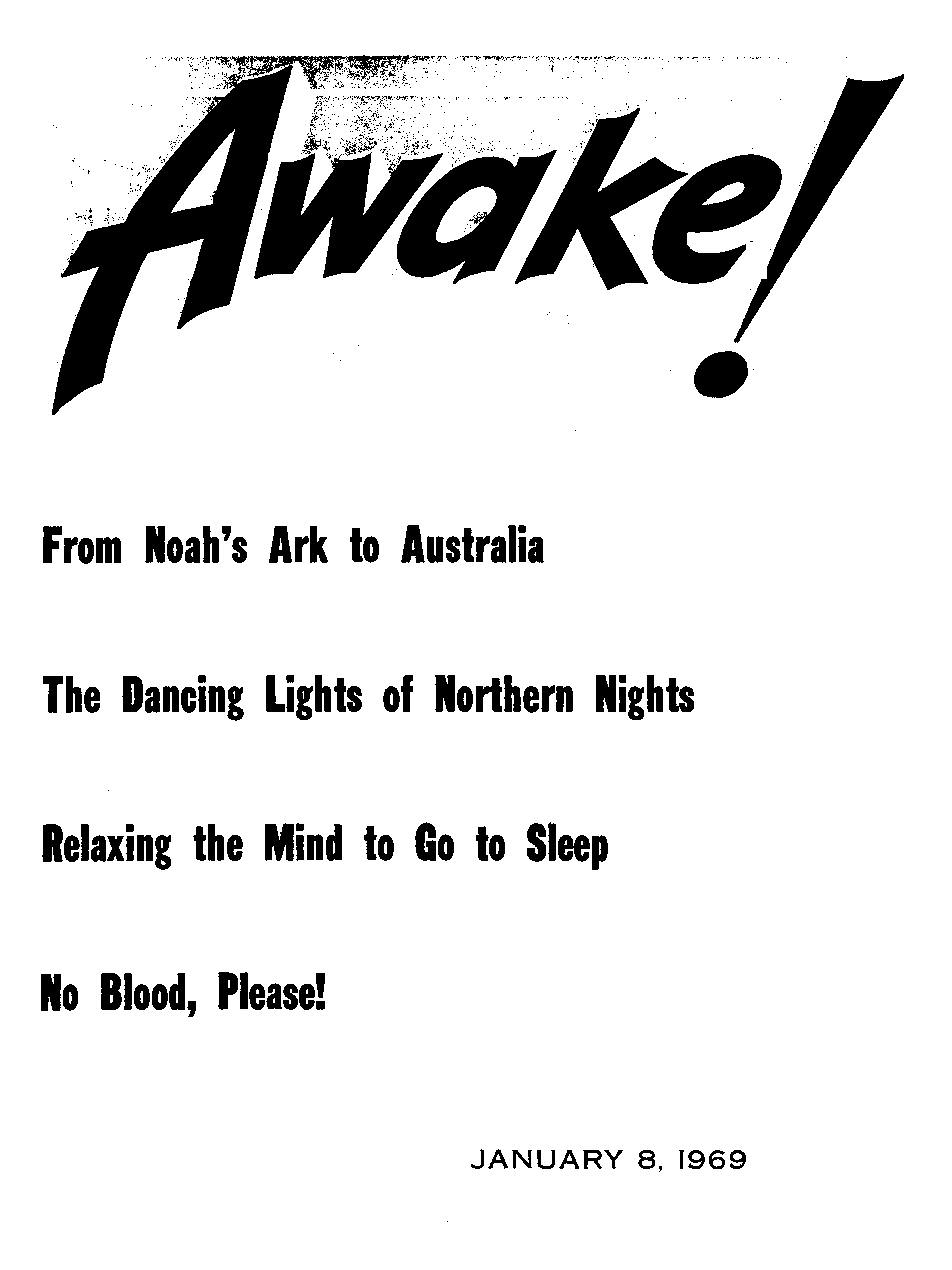 Awake!
From Noah's Ark to Australia
The Dancing Lights of Northern Nights
Relaxing the Mind to Go to Sleep
No Blood, Please!
JANUARY 8, 1969